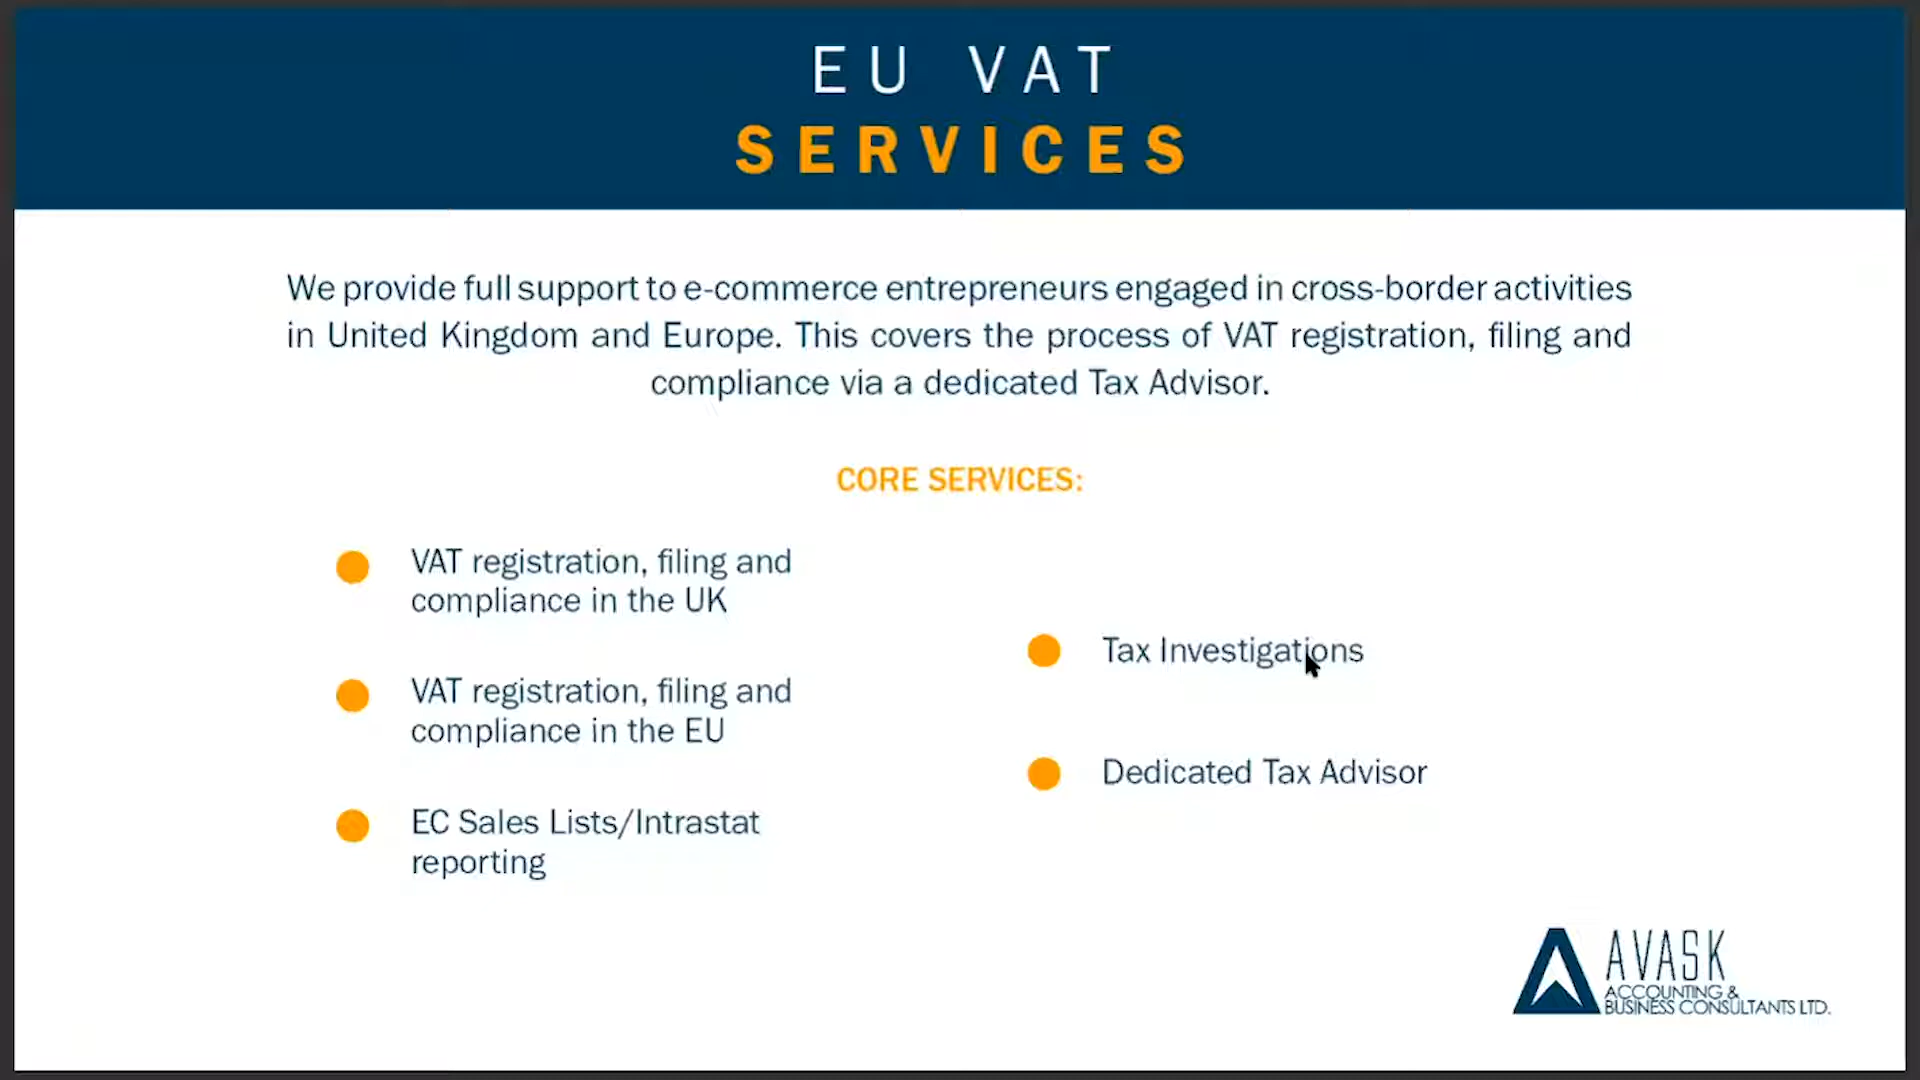 EU VAT
SERVICES
We provide full support to e-commerce entrepreneurs engaged in cross-border activities
in United Kingdom and Europe. This covers the process of VAT registration, filing and
compliance via a dedicated Tax Advisor.
CORE SERVICES:
VAT registration, filing and
compliance in the UK
VAT registration, filing and
compliance in the EU
EC Sales Lists/Intrastat
reporting
Tax Investigations
Dedicated Tax Advisor
AVASK
ACCOUNTING &
BUSINESS CONSULTANTS LTD.